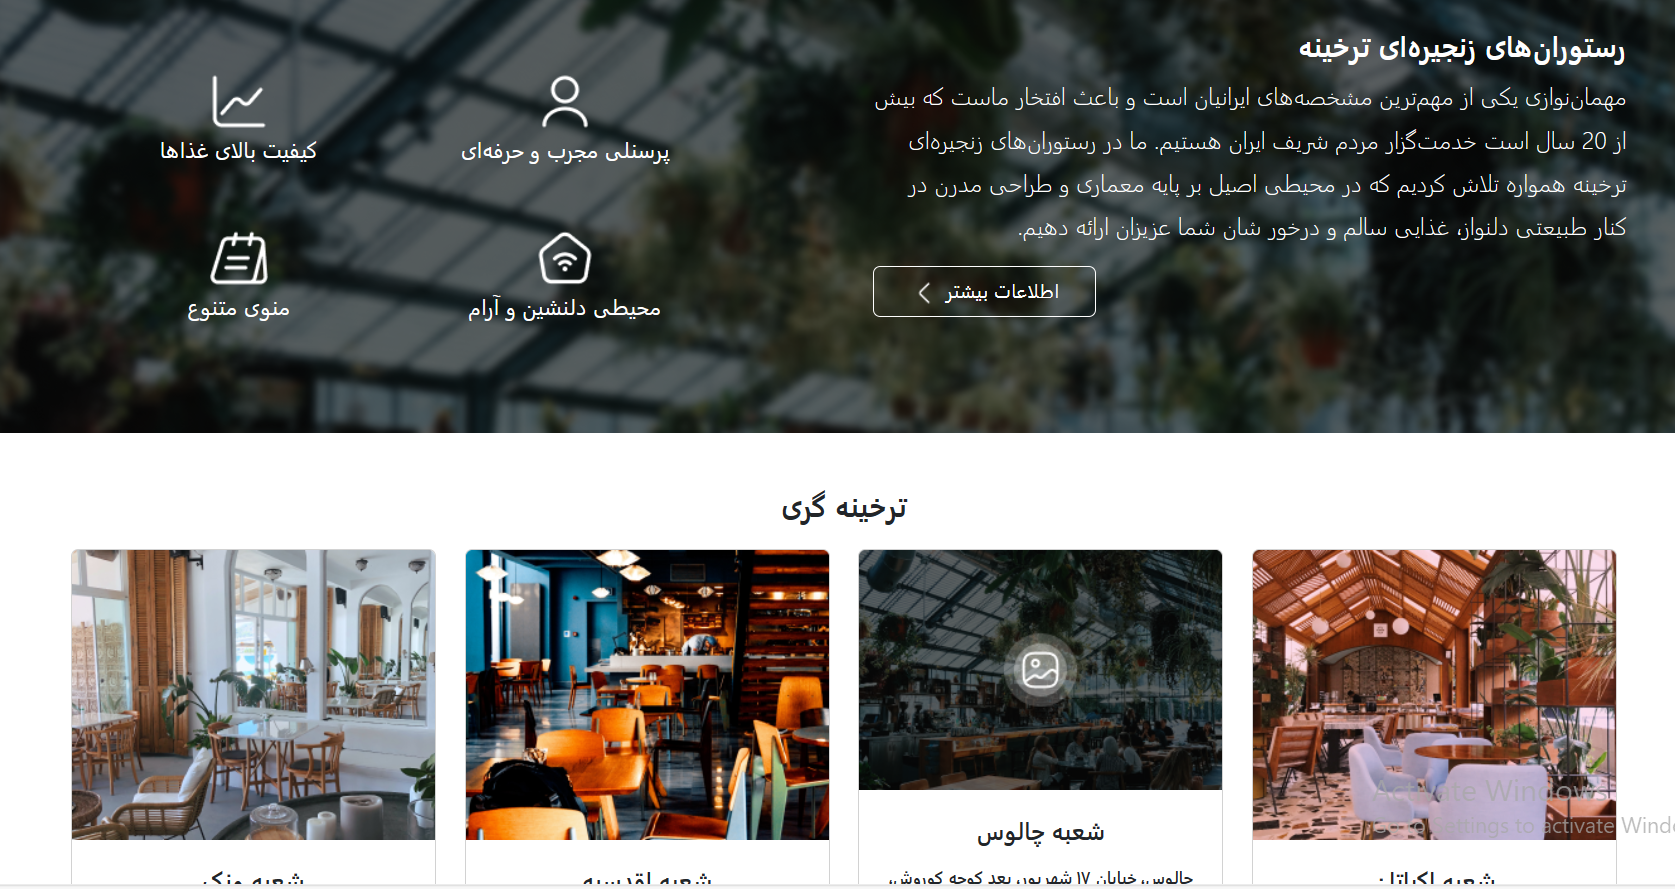 رستوران‌های زنجیره‌ای ترخینه
مهمان‌نوازی یکی از مهم‌ترین مشخصه‌های ایرانیان است و باعث افتخار ماست که بیش
از 20 سال است خدمت‌گزار مردم شریف ایران هستیم. ما در رستوران‌های زنجیره‌ای
ترخینه همواره تلاش کردیم که در محیطی اصیل بر پایه معماری و طراحی مدرن در
کنار طبیعتی دلنواز، غذایی سالم و درخور شان شما عزیزان ارائه دهیم.
اطلاعات بیشتر
پرسنلی مجرب و حرفه‌ای
کیفیت بالای غذاها
محیطی دلنشین و آرام
منوی متنوع
ترخینه گری
شعبه اکباتان
شعبه چالوس
چالوس، خیابان ۱۷ شهریور، بعد کوچه کوروش،
شعبه اقدسیه
شعبه ونک
Activate Windows
Go to Settings to activate Windo